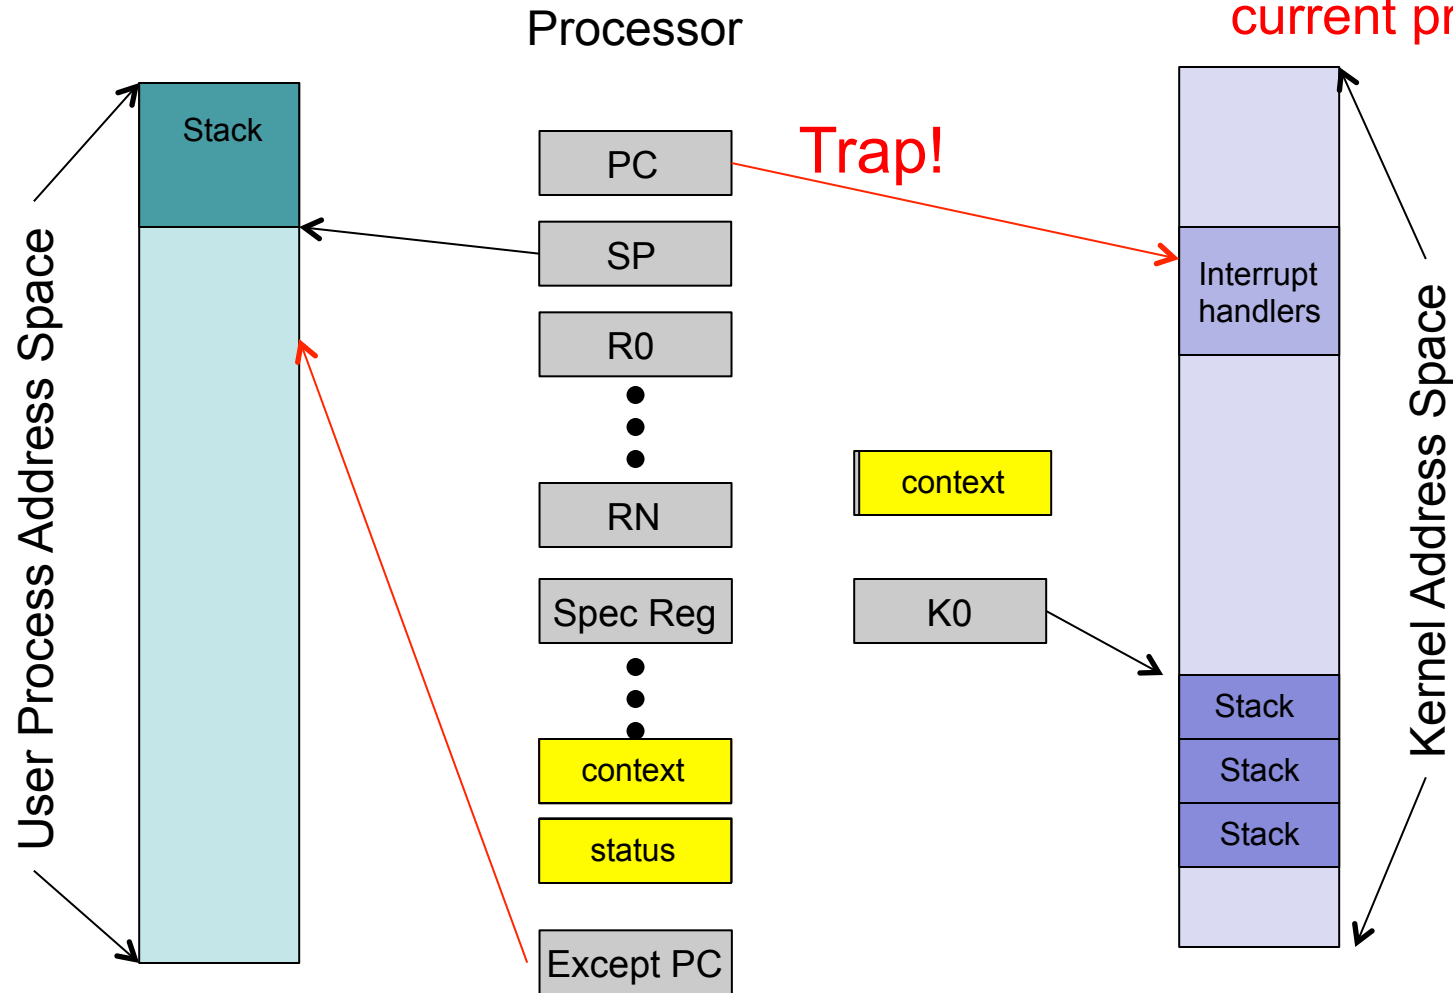 Processor
current pr
User Process Address Space
Stack
PC
Trap!
SP
Interrupt
handlers
R0
context
RN
Spec Reg
K0
Stack
context
Stack
status
Stack
Except PC
Kernel Address Space